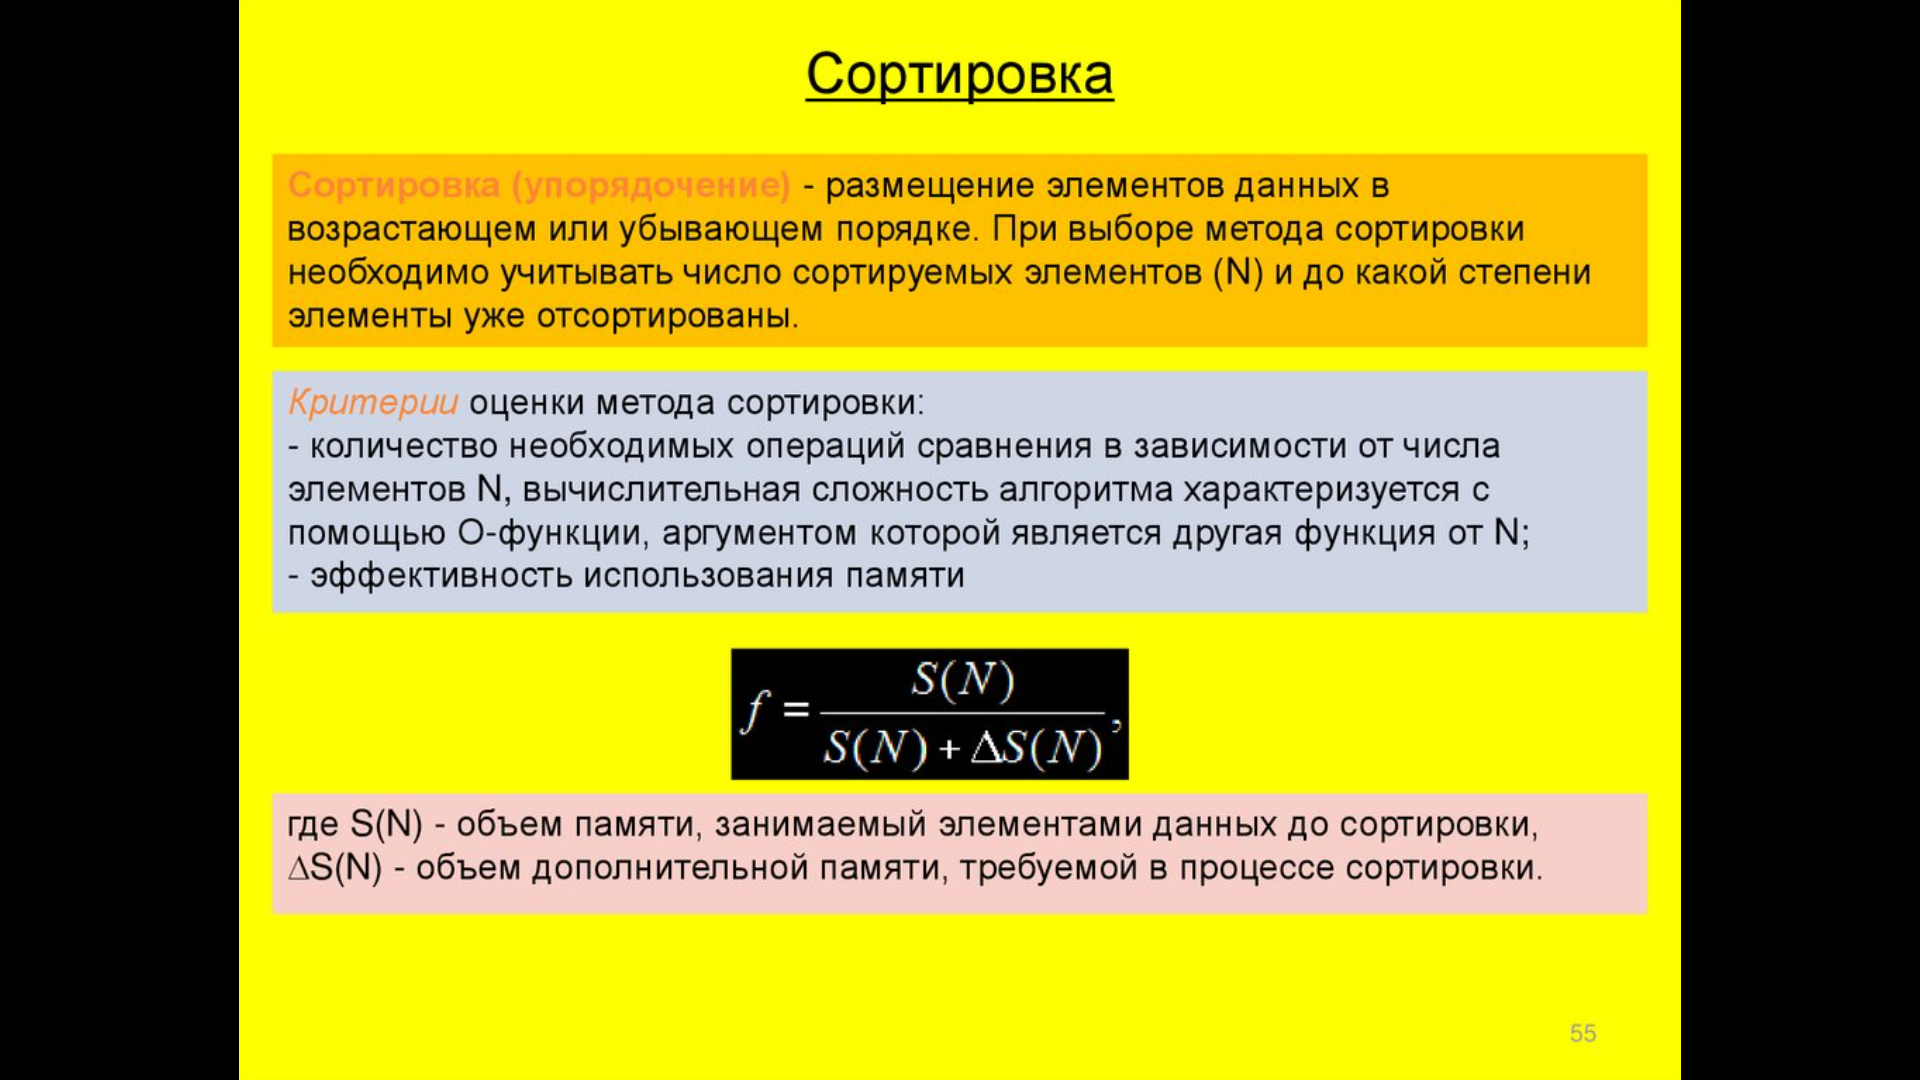 Сортировка
Сортировка (упорядочение) - размещение элементов данных в
возрастающем или убывающем порядке. При выборе метода сортировки
необходимо учитывать число сортируемых элементов (N) и до какой степени
элементы уже отсортированы.
Критерии оценки метода сортировки:
- количество необходимых операций сравнения в зависимости от числа
элементов N, вычислительная сложность алгоритма характеризуется с
помощью О-функции, аргументом которой является другая функция от N;
- эффективность использования памяти
f = S(N) / (S(N) + ΔS(N)),
где S(N) - объем памяти, занимаемый элементами данных до сортировки,
ΔS(N) - объем дополнительной памяти, требуемой в процессе сортировки.
55